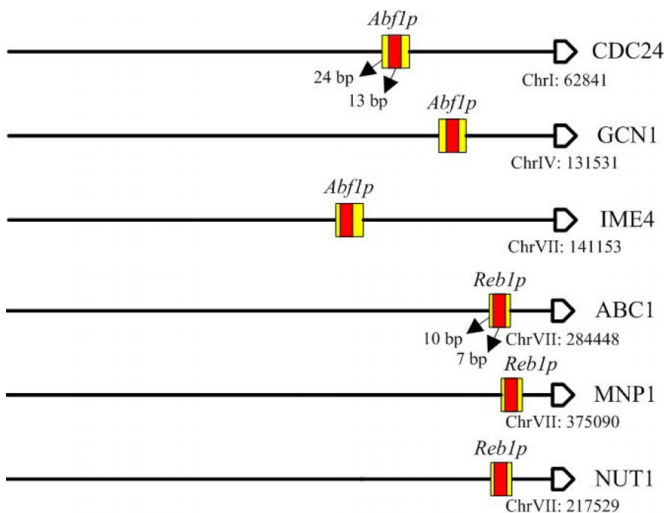 Abf1p
CDC24
24 bp
13 bp
ChrI: 62841
Abf1p
GCN1
ChrIV: 131531
Abf1p
IME4
ChrVII: 141153
Reb1p
ABC1
10 bp
7 bp
ChrVII: 284448
Reb1p
MNP1
ChrVII: 375090
Reb1p
NUT1
ChrVII: 217529